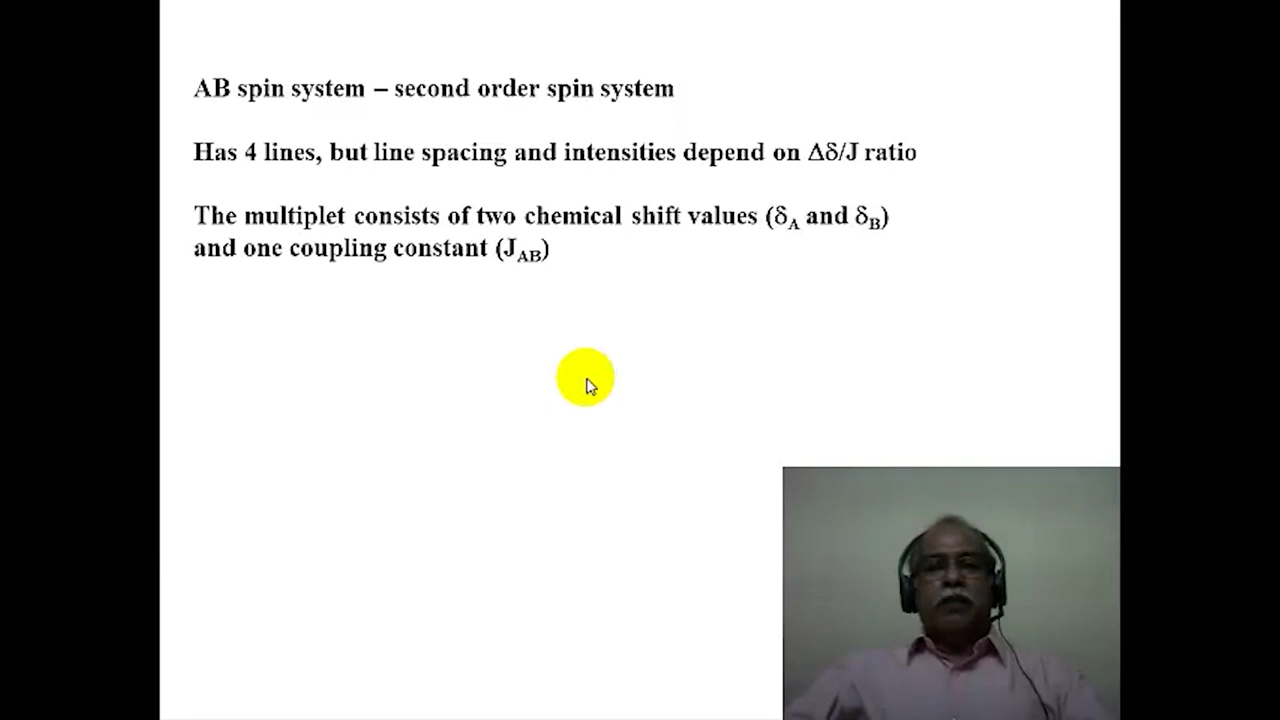 AB spin system – second order spin system
Has 4 lines, but line spacing and intensities depend on Δδ/J ratio
The multiplet consists of two chemical shift values (δA and δB)
and one coupling constant (JAB)